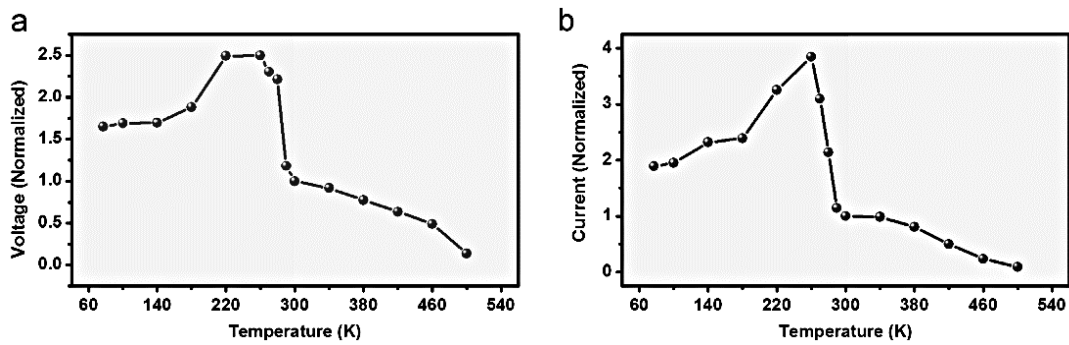 a
Voltage (Normalized)
2.5
2.0
1.5
1.0
0.5
0.0
60 140 220 300 380 460 540
Temperature (K)
b
Current (Normalized)
4
3
2
1
0
60 140 220 300 380 460 540
Temperature (K)